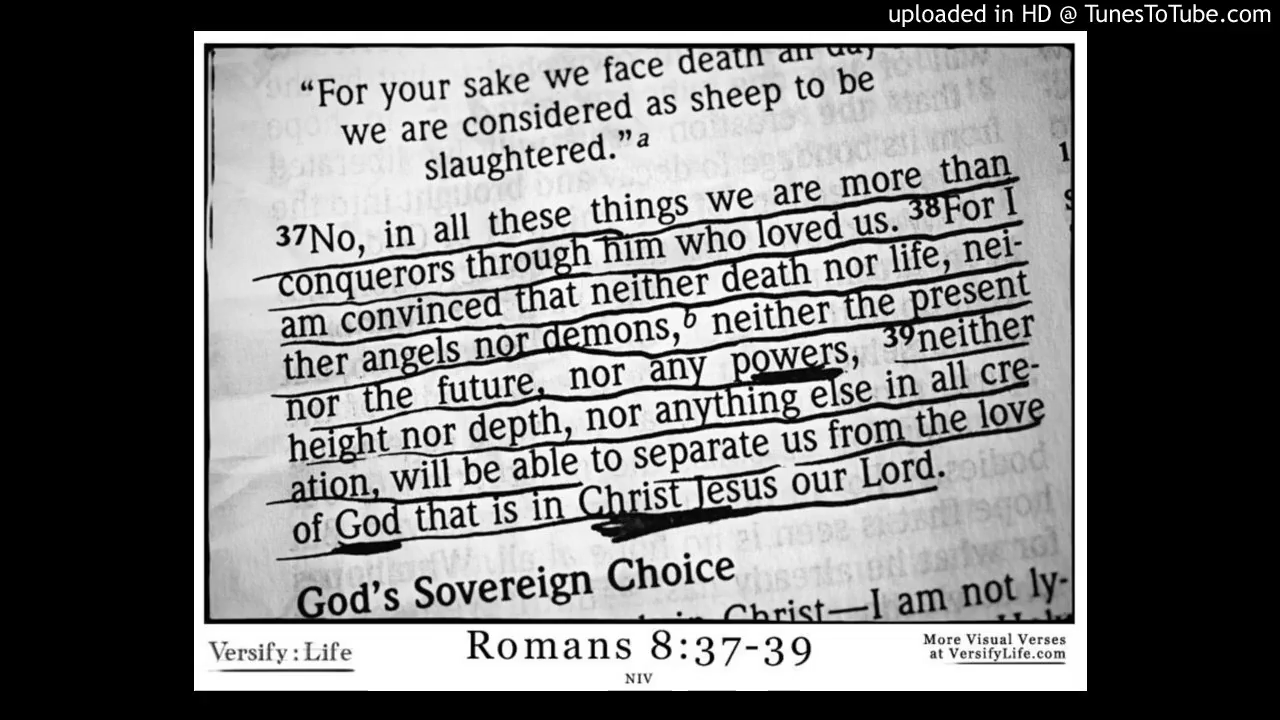 uploaded in HD @ TunesToTube.com
“For your sake we face death all day
we are considered as sheep to be
slaughtered.”a
37No, in all these things we are more than
conquerors through him who loved us. 38For I
am convinced that neither death nor life, nei-
ther angels nor demons,b neither the present
nor the future, nor any powers, 39neither
height nor depth, nor anything else in all cre-
ation, will be able to separate us from the love
of God that is in Christ Jesus our Lord.
God’s Sovereign Choice
Christ—I am not ly-
Versify:Life
Romans 8:37-39
NIV
More Visual Verses
at VersifyLife.com